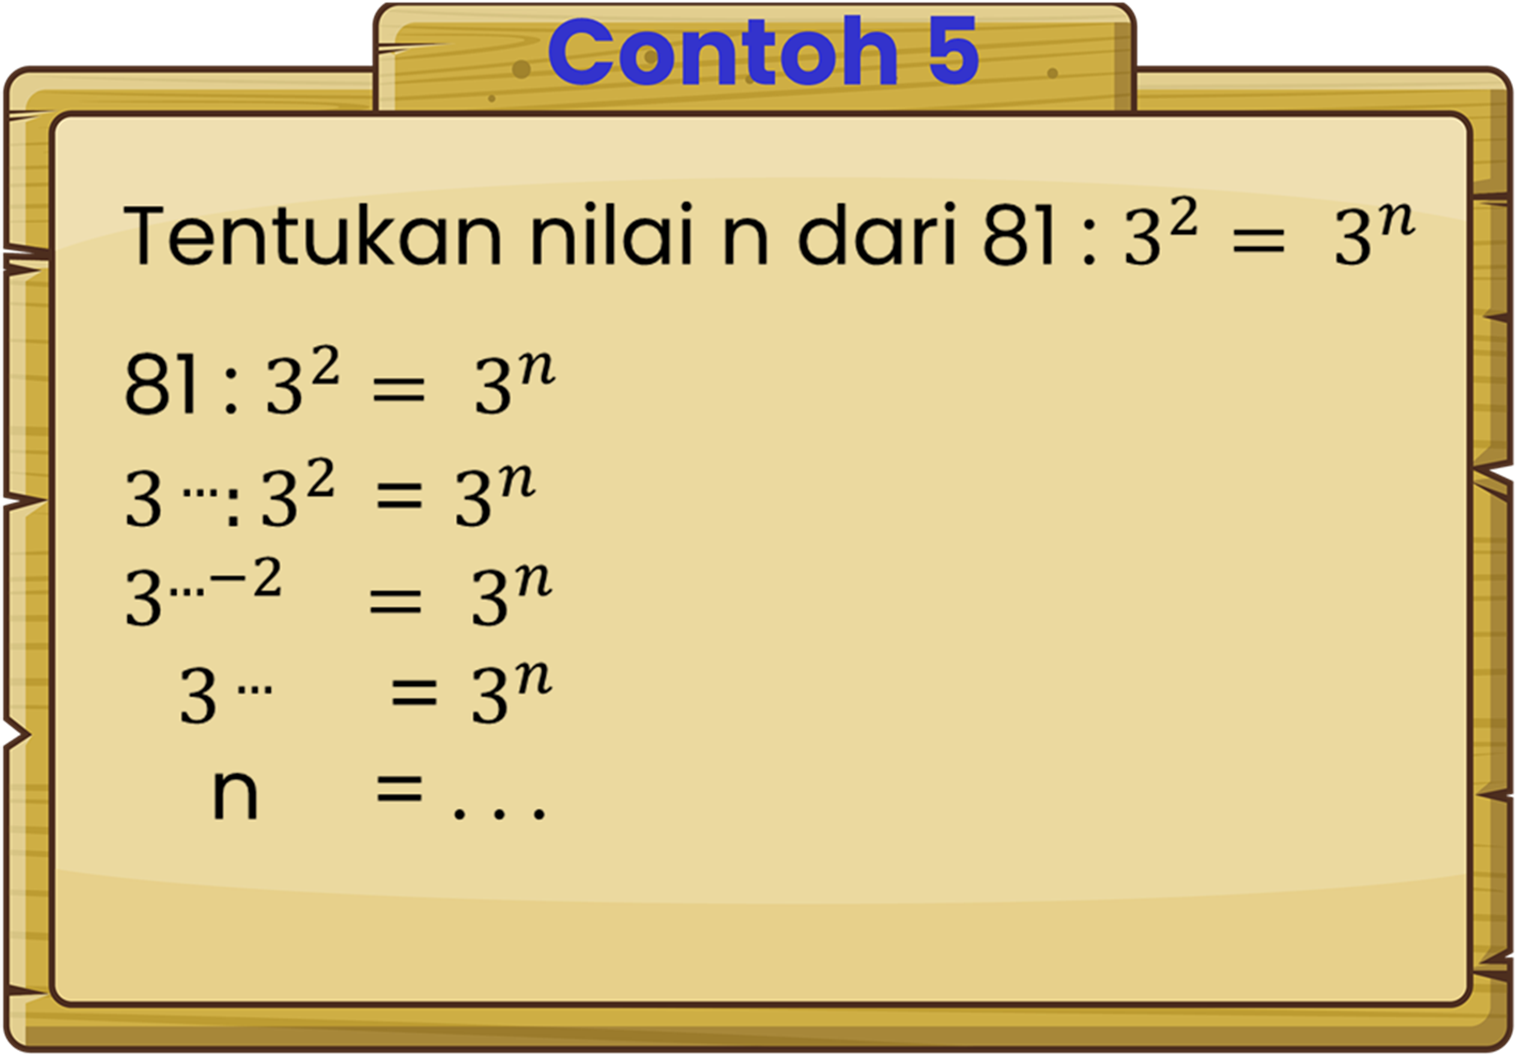 Contoh 5
Tentukan nilai n dari 81 : 3² = 3ⁿ
81 : 3² = 3ⁿ
3 ⋯ : 3² = 3ⁿ
3^{…−2} = 3ⁿ
3 ⋯ = 3ⁿ
n = . . .